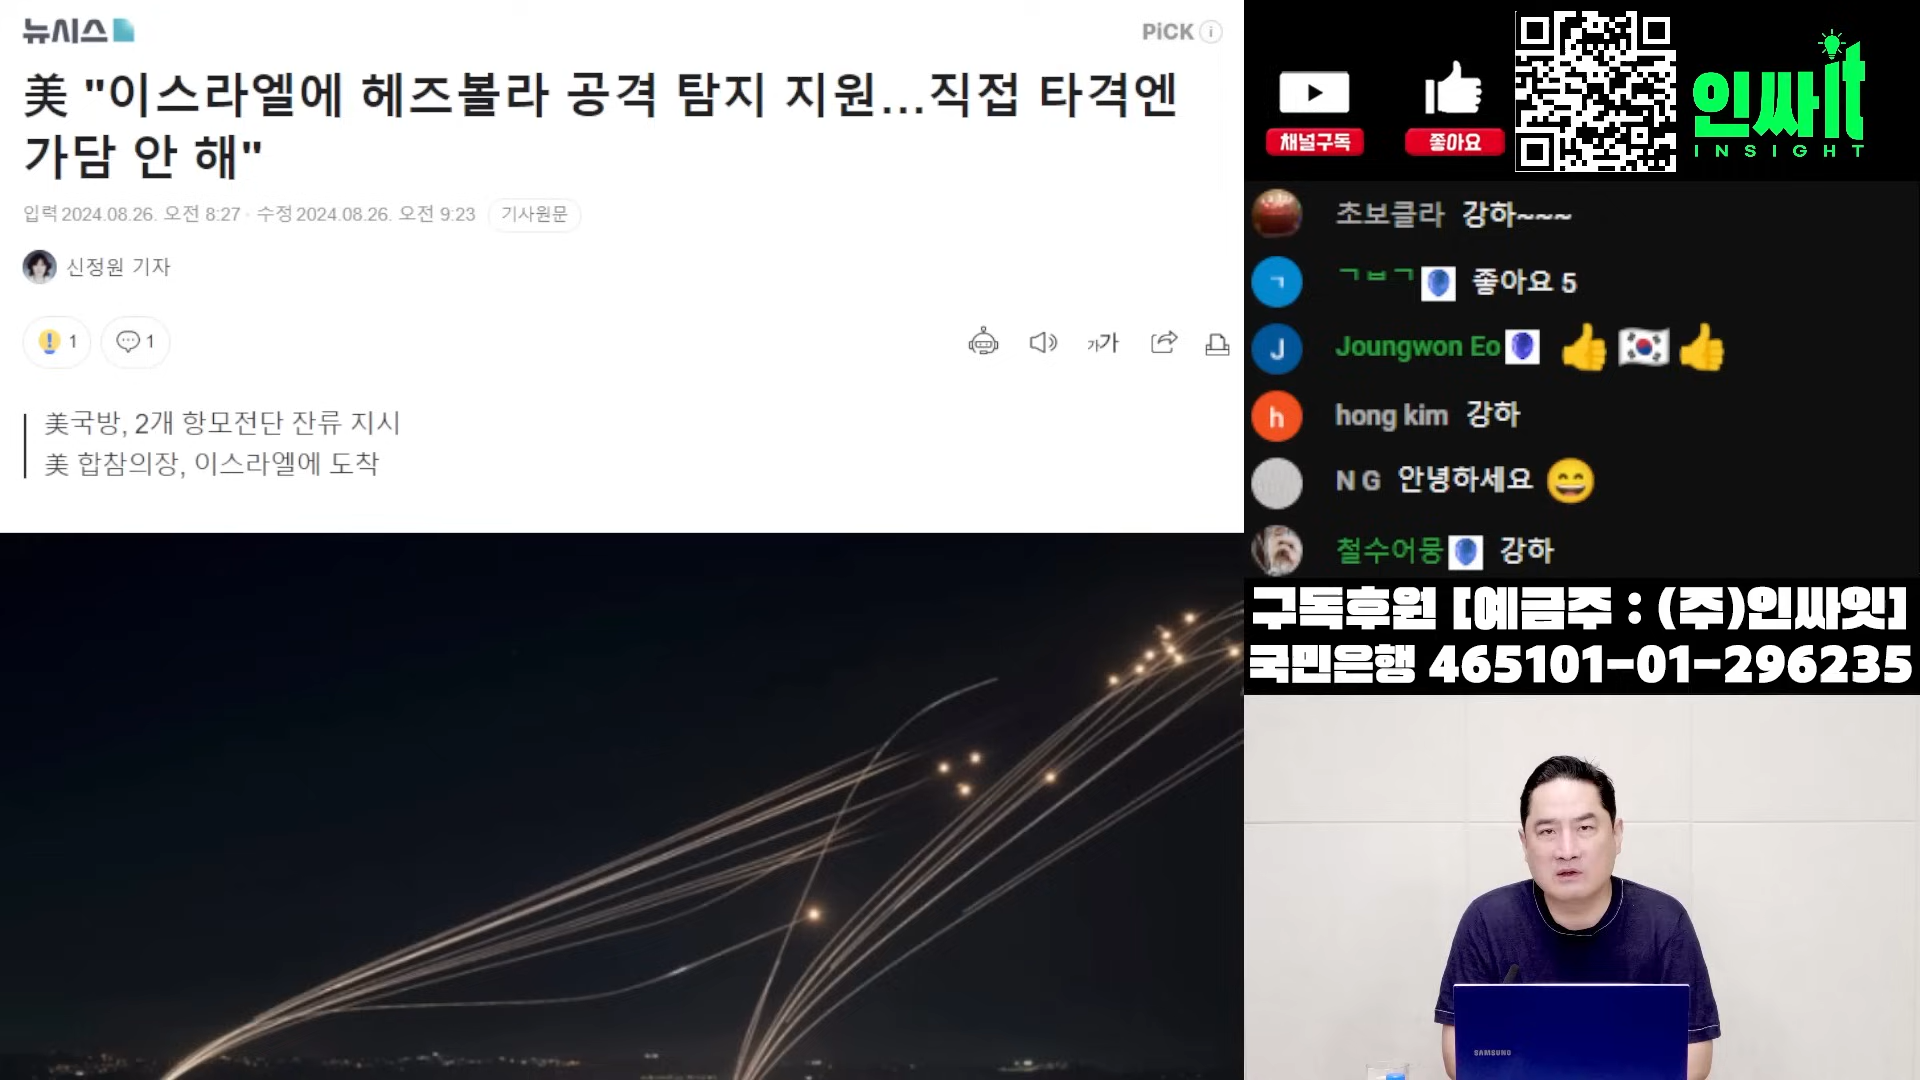 뉴시스
PiCK
美 "이스라엘에 헤즈볼라 공격 탐지 지원…직접 타격엔
가담 안 해"
입력 2024.08.26. 오전 8:27 · 수정 2024.08.26. 오전 9:23 기사원문
신정원 기자
1 1
가가
美국방, 2개 항모전단 잔류 지시
美 합참의장, 이스라엘에 도착
채널구독
좋아요
인싸it
INSIGHT
초보클라 강하~~~
ㄱ ㄱㅂㄱ 좋아요 5
J Joungwon Eo
h hong kim 강하
N G 안녕하세요
철수어뭉 강하
구독후원 [예금주 : (주)인싸잇]
국민은행 465101-01-296235
SAMSUNG